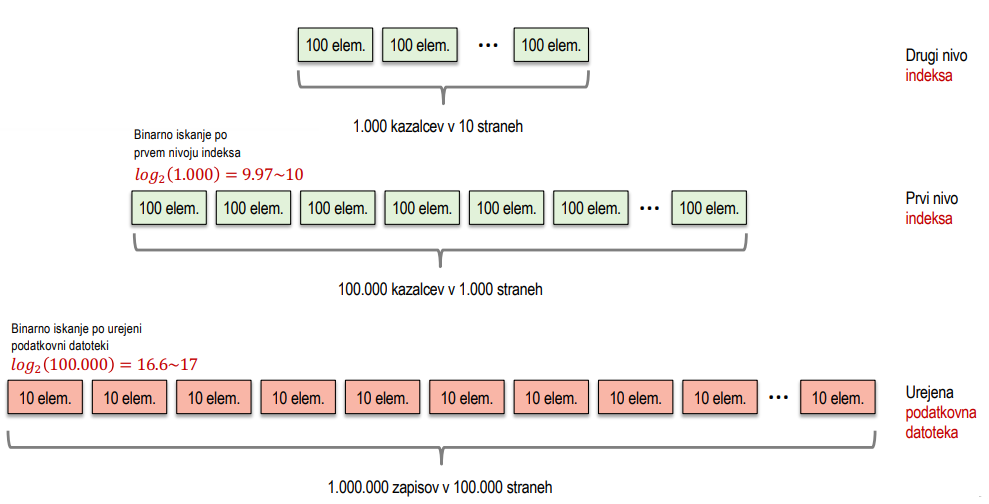 100 elem. 100 elem. ••• 100 elem.
Drugi nivo
indeksa
1.000 kazalcev v 10 straneh
Binarno iskanje po
prvem nivoju indeksa
log₂(1.000) = 9.97~10
100 elem. 100 elem. 100 elem. 100 elem. 100 elem. 100 elem. ••• 100 elem.
Prvi nivo
indeksa
100.000 kazalcev v 1.000 straneh
Binarno iskanje po urejeni
podatkovni datoteki
log₂(100.000) = 16.6~17
10 elem. 10 elem. 10 elem. 10 elem. 10 elem. 10 elem. 10 elem. 10 elem. 10 elem. ••• 10 elem.
Urejena
podatkovna
datoteka
1.000.000 zapisov v 100.000 straneh